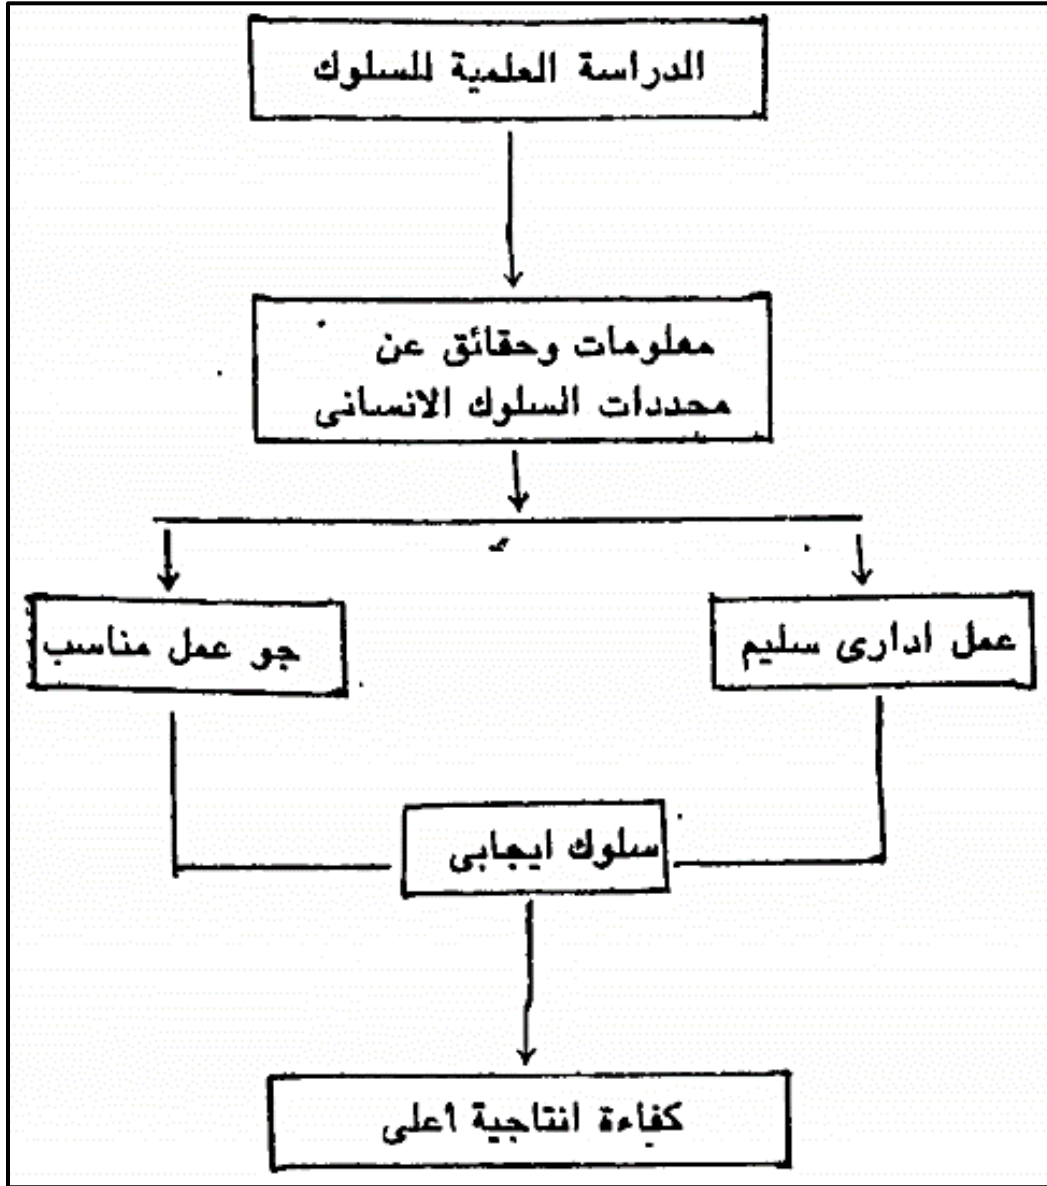 الدراسة العلمية للسلوك
معلومات وحقائق عن
محددات السلوك الانسانى
عمل ادارى سليم
جو عمل مناسب
سلوك ايجابى
كفاءة انتاجية اعلى